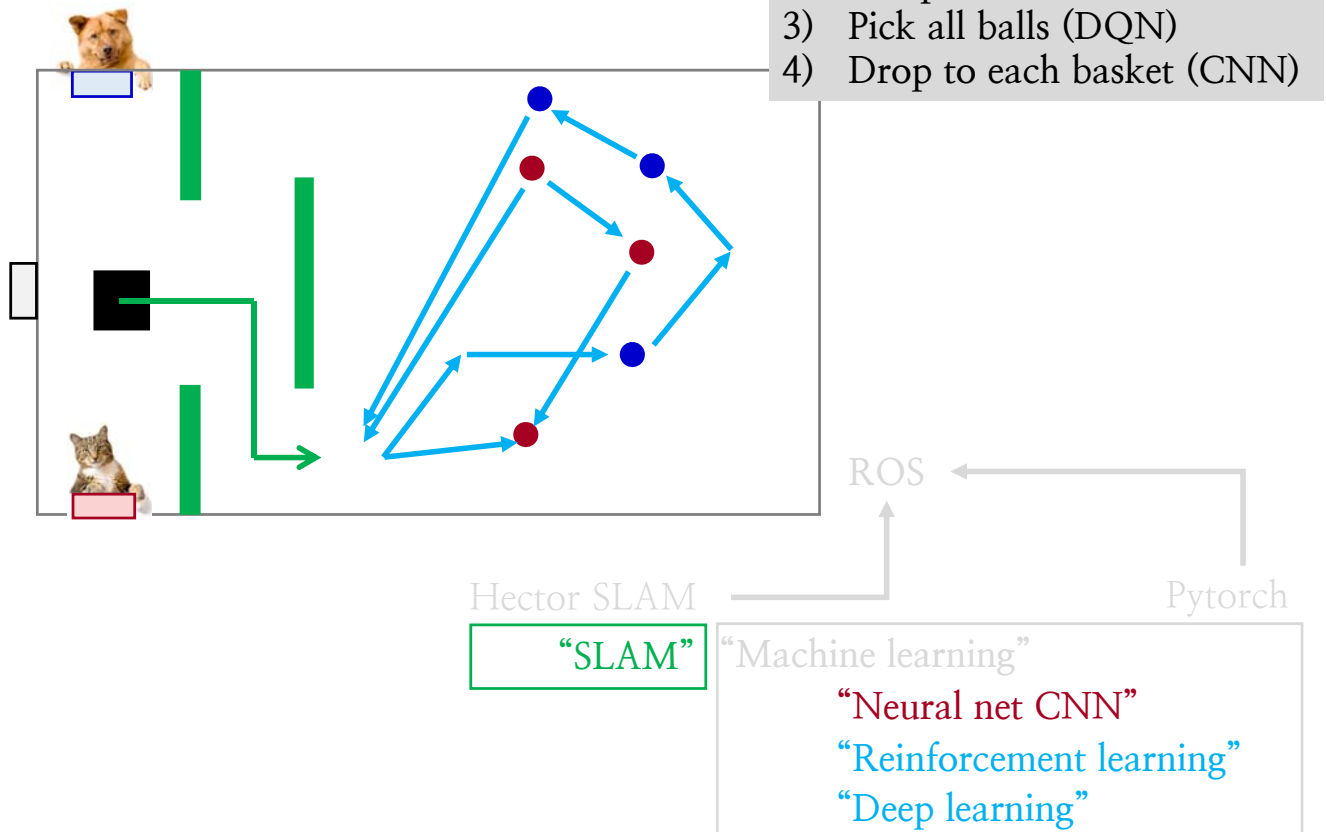 3) Pick all balls (DQN)
4) Drop to each basket (CNN)
ROS
Hector SLAM
Pytorch
“SLAM”
“Machine learning”
“Neural net CNN”
“Reinforcement learning”
“Deep learning”